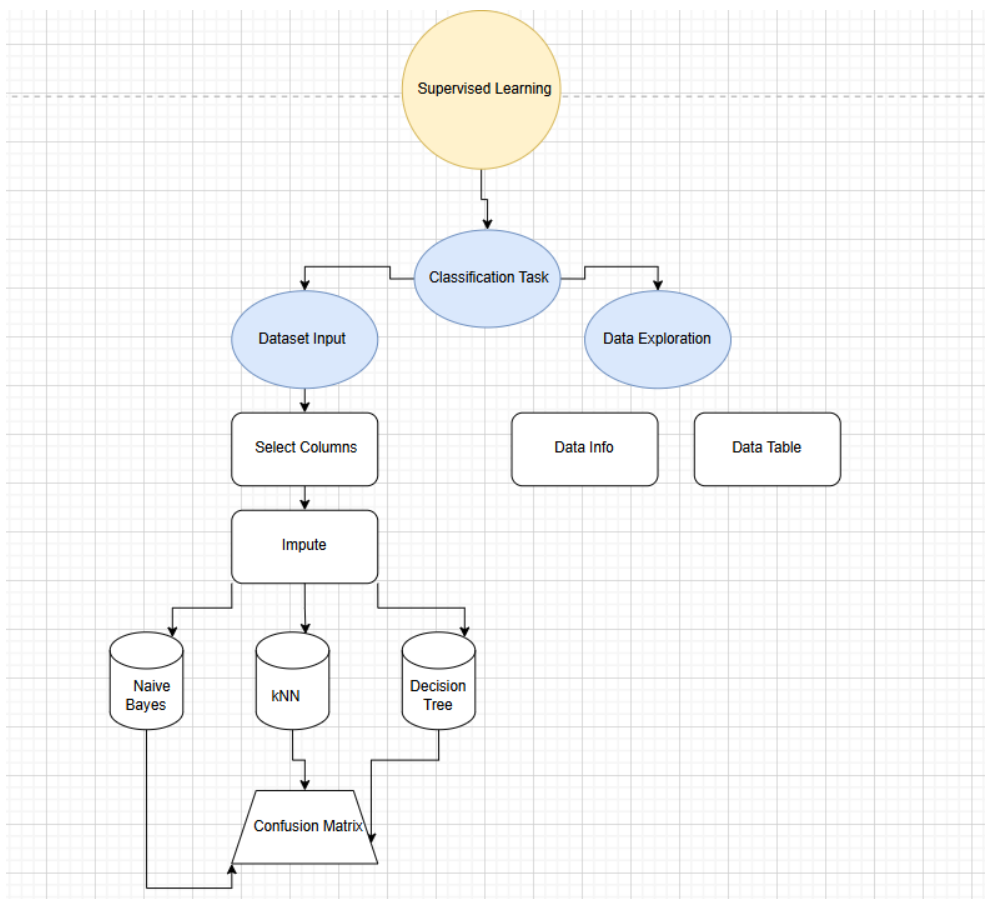 Supervised Learning
Classification Task
Dataset Input
Data Exploration
Select Columns
Data Info
Data Table
Impute
Naive
Bayes
kNN
Decision
Tree
Confusion Matrix